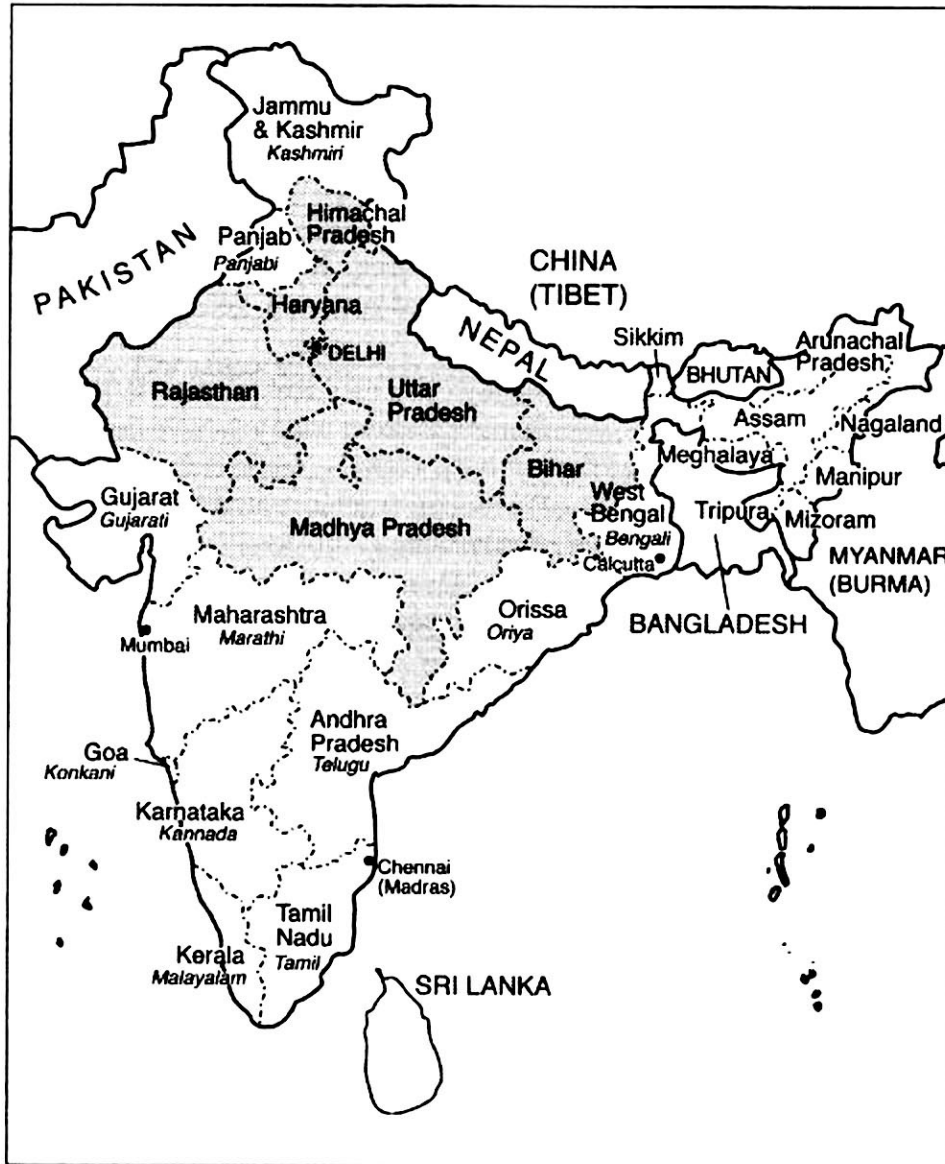 Jammu
& Kashmir
Kashmiri
Himachal
Pradesh
Panjab
Panjabi
PAKISTAN
CHINA
(TIBET)
Haryana
NEPAL
Sikkim
Arunachal
Pradesh
DELHI
BHUTAN
Rajasthan
Uttar
Pradesh
Assam
Nagaland
Meghalaya
Bihar
Manipur
Gujarat
Gujarati
West
Bengal
Bengali
Tripura
Mizoram
Madhya Pradesh
Calcutta
MYANMAR
(BURMA)
Maharashtra
Marathi
Orissa
Oriya
BANGLADESH
Mumbai
Andhra
Pradesh
Telugu
Goa
Konkani
Karnataka
Kannada
Chennai
(Madras)
Tamil
Nadu
Tamil
Kerala
Malayalam
SRI LANKA